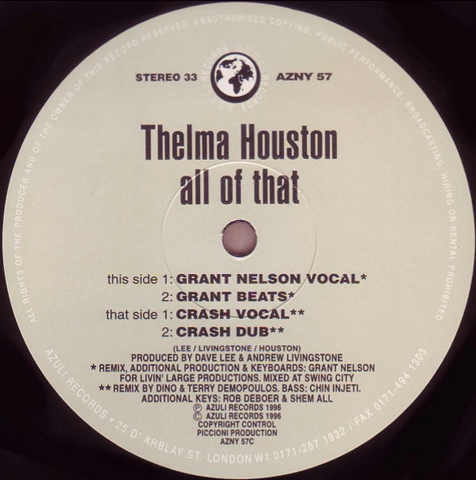 ALL RIGHTS OF THE PRODUCER AND OF THE OWNER OF THIS RECORD RESERVED. UNAUTHORISED COPYING, PUBLIC PERFORMANCE, BROADCASTING, HIRING OR RENTAL PROHIBITED.
STEREO 33
AZNY 57
Thelma Houston
all of that
this side 1: GRANT NELSON VOCAL*
2: GRANT BEATS*
that side 1: CRASH VOCAL**
2: CRASH DUB**
(LEE / LIVINGSTONE / HOUSTON)
PRODUCED BY DAVE LEE & ANDREW LIVINGSTONE
* REMIX, ADDITIONAL PRODUCTION & KEYBOARDS: GRANT NELSON
FOR LIVIN' LARGE PRODUCTIONS. MIXED AT SWING CITY
** REMIX BY DINO & TERRY DEMOPOULOS. BASS: CHIN INJETI.
ADDITIONAL KEYS: ROB DEBOER & SHEM ALL
Ⓟ AZULI RECORDS 1996
© AZULI RECORDS 1996
COPYRIGHT CONTROL
PICCIONI PRODUCTION
AZNY 57C
AZULI RECORDS • 25 D'ARBLAY ST. LONDON W1 0171-287 1932 / FAX 0171-494 1303